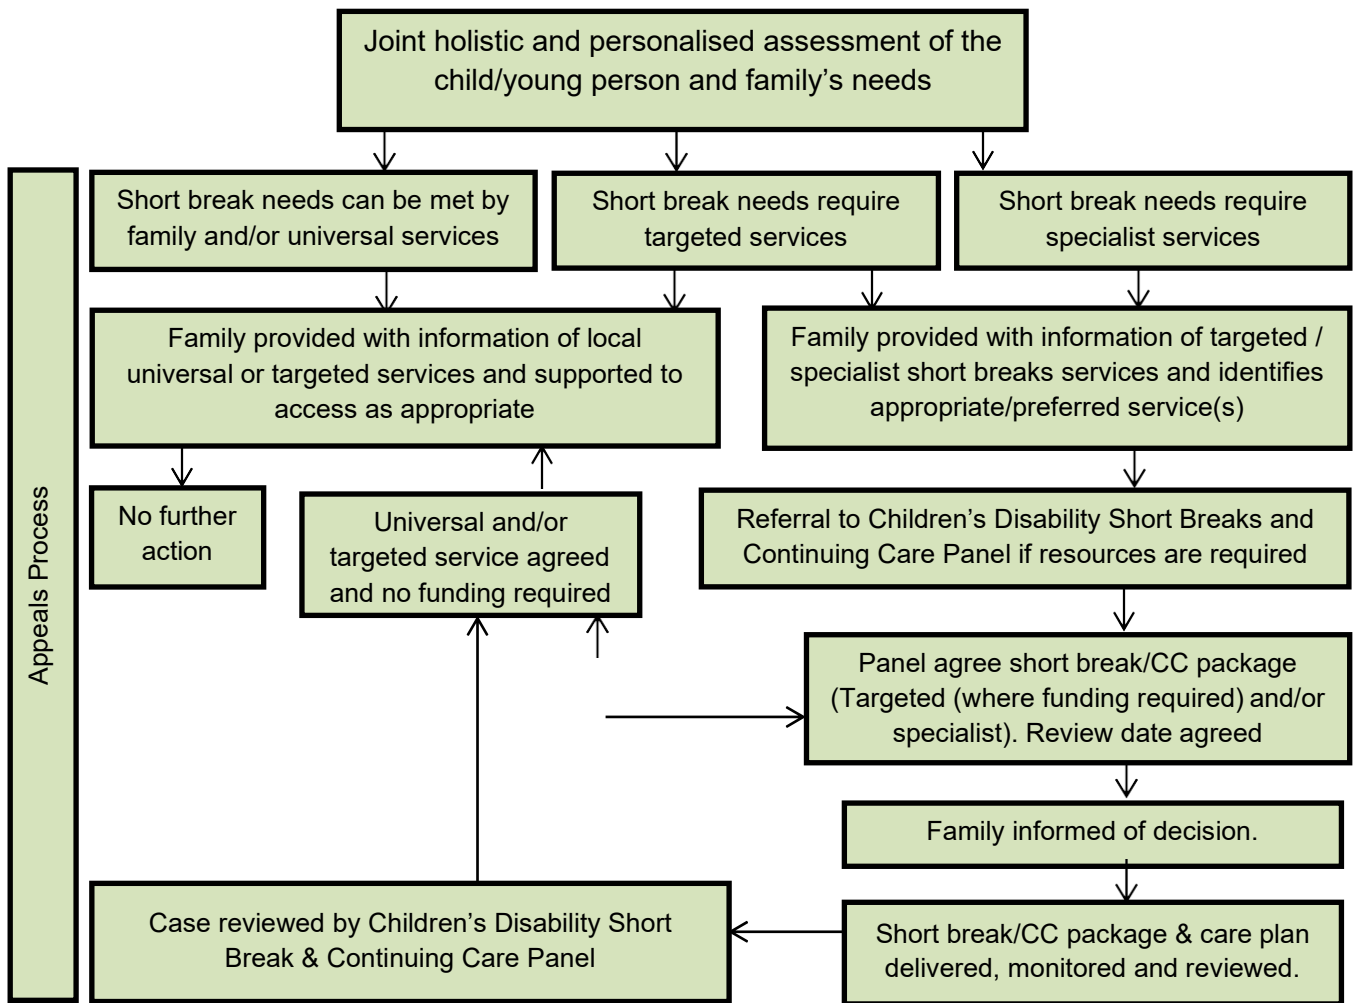 Joint holistic and personalised assessment of the
child/young person and family’s needs
Appeals Process
Short break needs can be met by
family and/or universal services
Short break needs require
targeted services
Short break needs require
specialist services
Family provided with information of local
universal or targeted services and supported to
access as appropriate
Family provided with information of targeted /
specialist short breaks services and identifies
appropriate/preferred service(s)
No further
action
Universal and/or
targeted service agreed
and no funding required
Referral to Children’s Disability Short Breaks and
Continuing Care Panel if resources are required
Panel agree short break/CC package
(Targeted (where funding required) and/or
specialist). Review date agreed
Family informed of decision.
Case reviewed by Children’s Disability Short
Break & Continuing Care Panel
Short break/CC package & care plan
delivered, monitored and reviewed.